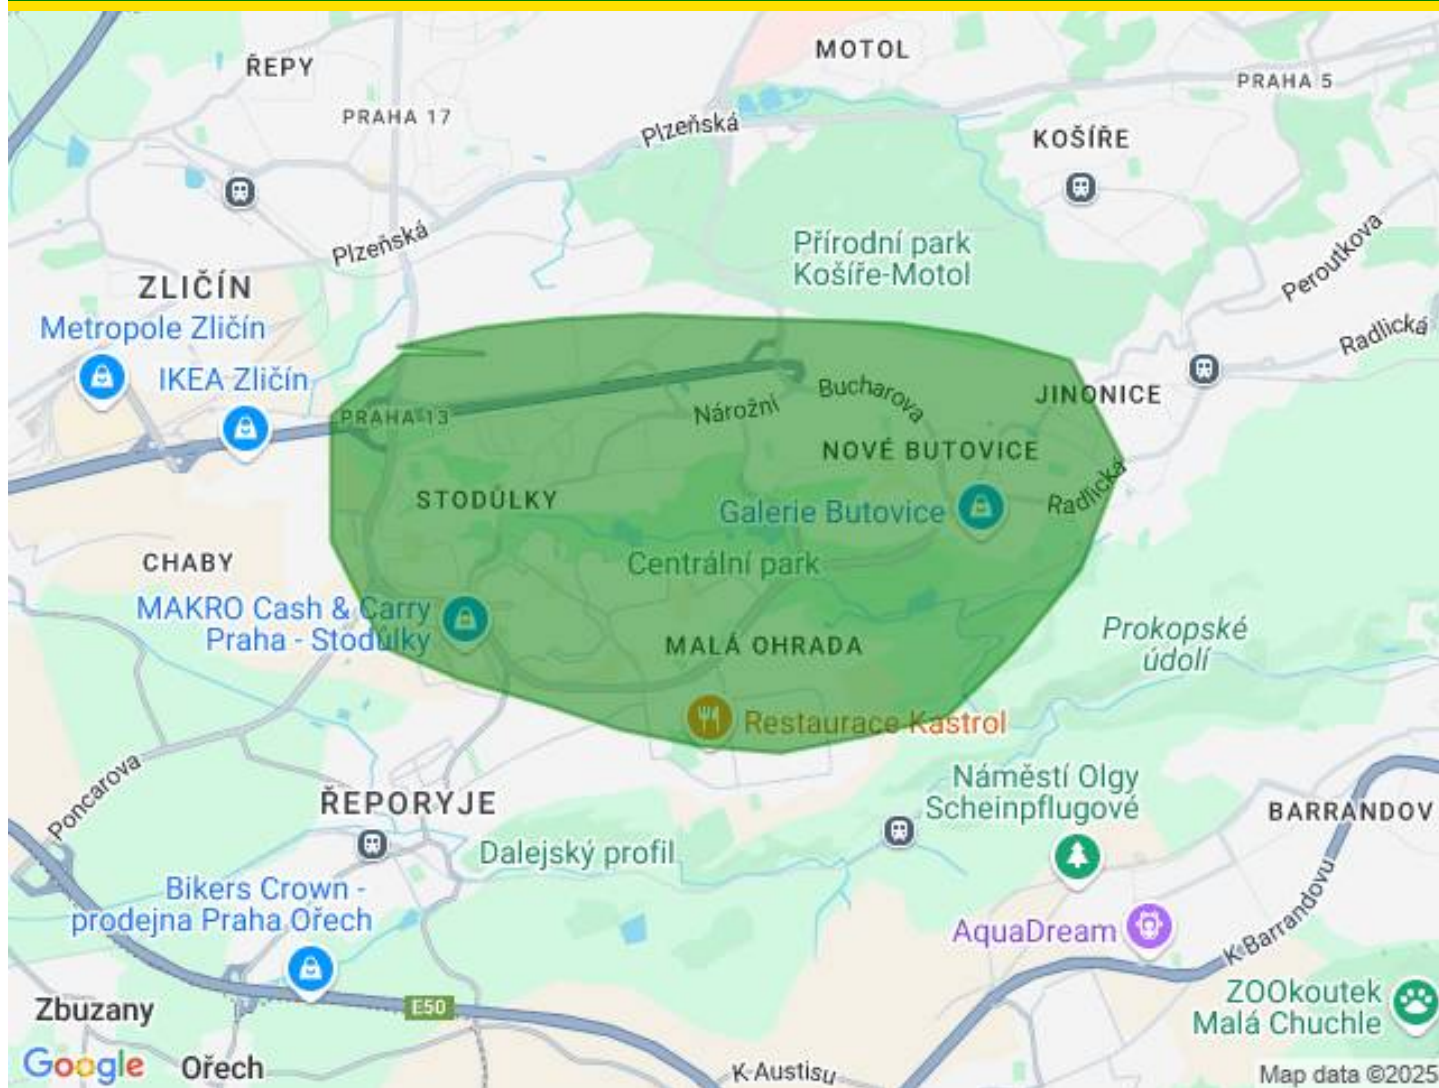 MOTOL
ŘEPY
PRAHA 5
PRAHA 17
Plzeňská
KOŠÍŘE
Plzeňská
Přírodní park
Košíře-Motol
Peroutkova
ZLIČÍN
Metropole Zličín
Radlická
IKEA Zličín
JINONICE
Bucharova
PRAHA 13
Nárožní
NOVÉ BUTOVICE
STODŮLKY
Radlická
Galerie Butovice
CHABY
Centrální park
MAKRO Cash & Carry
Praha - Stodůlky
Prokopské
údolí
MALÁ OHRADA
Restaurace Kastrol
Poncarova
Náměstí Olgy
Scheinpflugové
ŘEPORYJE
BARRANDOV
Dalejský profil
Bikers Crown -
prodejna Praha Ořech
K Barrandovu
AquaDream
E50
ZOOkoutek
Malá Chuchle
Zbuzany
Google
Ořech
K Austisu
Map data ©2025